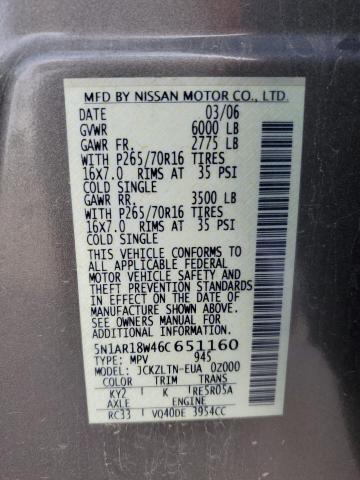 MFD BY NISSAN MOTOR CO., LTD.
DATE 03/06
GVWR 6000 LB
GAWR FR. 2775 LB
WITH P265/70R16 TIRES
16X7.0 RIMS AT 35 PSI
COLD SINGLE
GAWR RR. 3500 LB
WITH P265/70R16 TIRES
16X7.0 RIMS AT 35 PSI
COLD SINGLE
THIS VEHICLE CONFORMS TO
ALL APPLICABLE FEDERAL
MOTOR VEHICLE SAFETY AND
THEFT PREVENTION STANDARDS
IN EFFECT ON THE DATE OF
MANUFACTURE SHOWN ABOVE.
SEE OWNERS MANUAL FOR
ADDITIONAL INFORMATION.
5N1AR18W46C651160
TYPE: MPV 945
MODEL: JCKZLTN-EUA 0Z000
COLOR TRIM TRANS
KY2 K RE5R05A
AXLE ENGINE
RC33 VQ40DE 3954CC